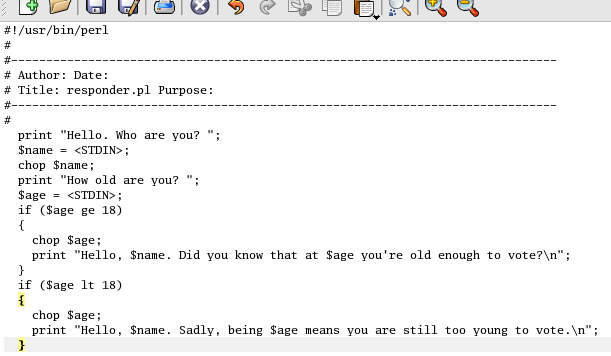 #!/usr/bin/perl
#
#-------------------------------------------------------------------------------
# Author: Date:
# Title: responder.pl Purpose:
#-------------------------------------------------------------------------------
#
  print "Hello. Who are you? ";
  $name = <STDIN>;
  chop $name;
  print "How old are you? ";
  $age = <STDIN>;
  if ($age ge 18)
  {
    chop $age;
    print "Hello, $name. Did you know that at $age you're old enough to vote?\n";
  }
  if ($age lt 18)
  {
    chop $age;
    print "Hello, $name. Sadly, being $age means you are still too young to vote.\n";
  }